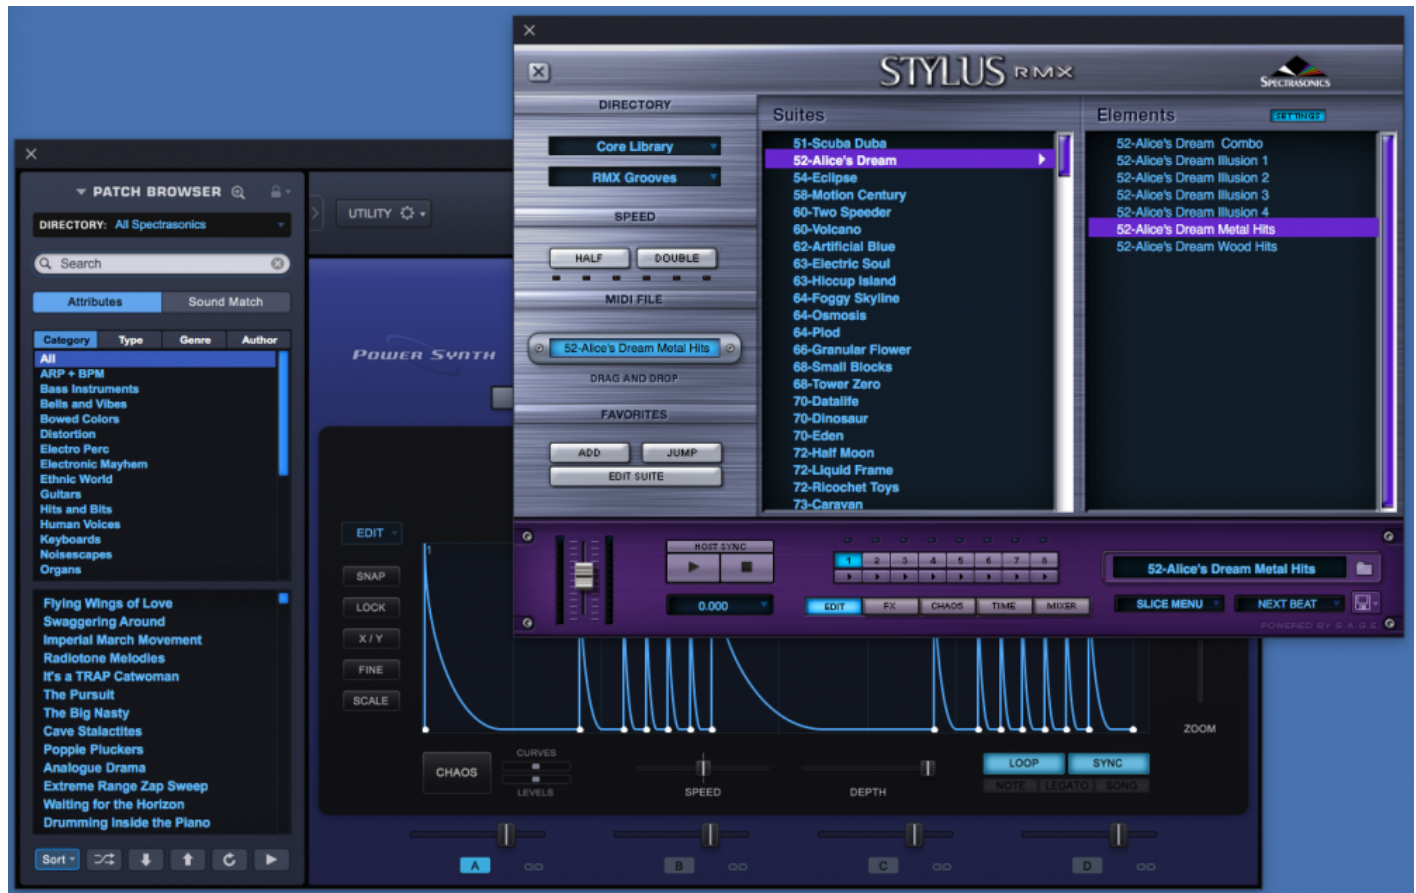 STYLUS RMX
SPECTRASONICS
DIRECTORY
Core Library
RMX Grooves
SPEED
HALF
DOUBLE
MIDI FILE
52-Alice's Dream Metal Hits
DRAG AND DROP
FAVORITES
ADD
JUMP
EDIT SUITE
Suites
51-Scuba Duba
52-Alice's Dream
54-Eclipse
58-Motion Century
60-Two Speeder
60-Volcano
62-Artificial Blue
63-Electric Soul
63-Hiccup Island
64-Foggy Skyline
64-Osmosis
64-Plod
66-Granular Flower
68-Small Blocks
68-Tower Zero
70-Datalife
70-Dinosaur
70-Eden
72-Half Moon
72-Liquid Frame
72-Ricochet Toys
73-Caravan
Elements
SETTINGS
52-Alice's Dream Combo
52-Alice's Dream Illusion 1
52-Alice's Dream Illusion 2
52-Alice's Dream Illusion 3
52-Alice's Dream Illusion 4
52-Alice's Dream Metal Hits
52-Alice's Dream Wood Hits
HOST SYNC
0.000
1 2 3 4 5 6 7 8
EDIT FX CHAOS TIME MIXER
52-Alice's Dream Metal Hits
SLICE MENU
NEXT BEAT
POWERED BY S.A.G.E.
PATCH BROWSER
DIRECTORY: All Spectrasonics
Search
Attributes
Sound Match
Category Type Genre Author
All
ARP + BPM
Bass Instruments
Bells and Vibes
Bowed Colors
Distortion
Electro Perc
Electronic Mayhem
Ethnic World
Guitars
Hits and Bits
Human Voices
Keyboards
Noisescapes
Organs
Flying Wings of Love
Swaggering Around
Imperial March Movement
Radiotone Melodies
It's a TRAP Catwoman
The Pursuit
The Big Nasty
Cave Stalactites
Popple Pluckers
Analogue Drama
Extreme Range Zap Sweep
Waiting for the Horizon
Drumming Inside the Piano
Sort
UTILITY
POWER SYNTH
EDIT
SNAP
LOCK
X / Y
FINE
SCALE
1
CHAOS
CURVES
LEVELS
SPEED
DEPTH
LOOP
SYNC
NOTE
LEGATO
SONG
ZOOM
A
B
C
D